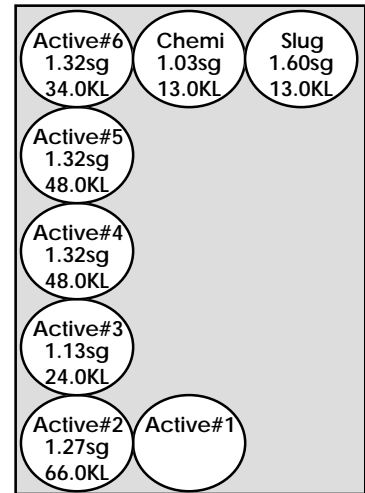 Active#6
1.32sg
34.0KL
Chemi
1.03sg
13.0KL
Slug
1.60sg
13.0KL
Active#5
1.32sg
48.0KL
Active#4
1.32sg
48.0KL
Active#3
1.13sg
24.0KL
Active#2
1.27sg
66.0KL
Active#1